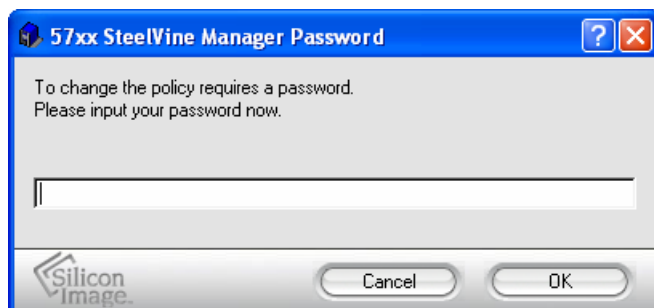 57xx SteelVine Manager Password
To change the policy requires a password.
Please input your password now.
Silicon
Image.
Cancel
OK